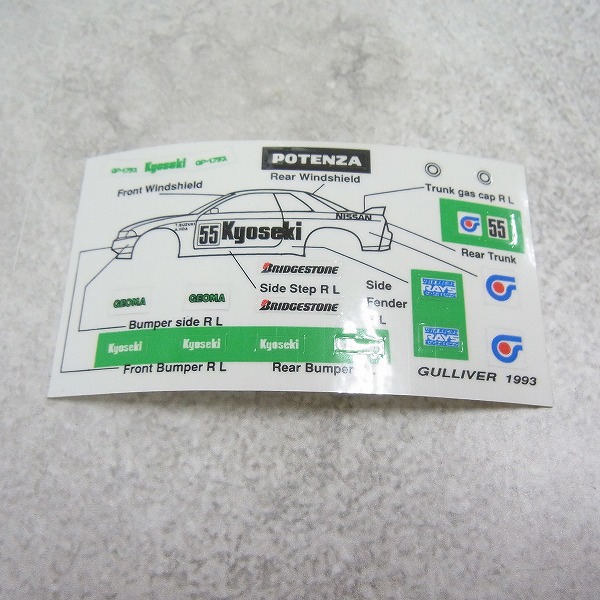 GP-1
Kyoseki
GP-1
POTENZA
Rear Windshield
Front Windshield
Trunk gas cap R L
55 Kyoseki
NISSAN
55
Rear Trunk
BRIDGESTONE
Side Step R L
BRIDGESTONE
Side
Fender
L
GEOMA
GEOMA
Bumper side R L
RAYS
RAYS
Kyoseki
Kyoseki
Kyoseki
Front Bumper R L
Rear Bumper
GULLIVER 1993